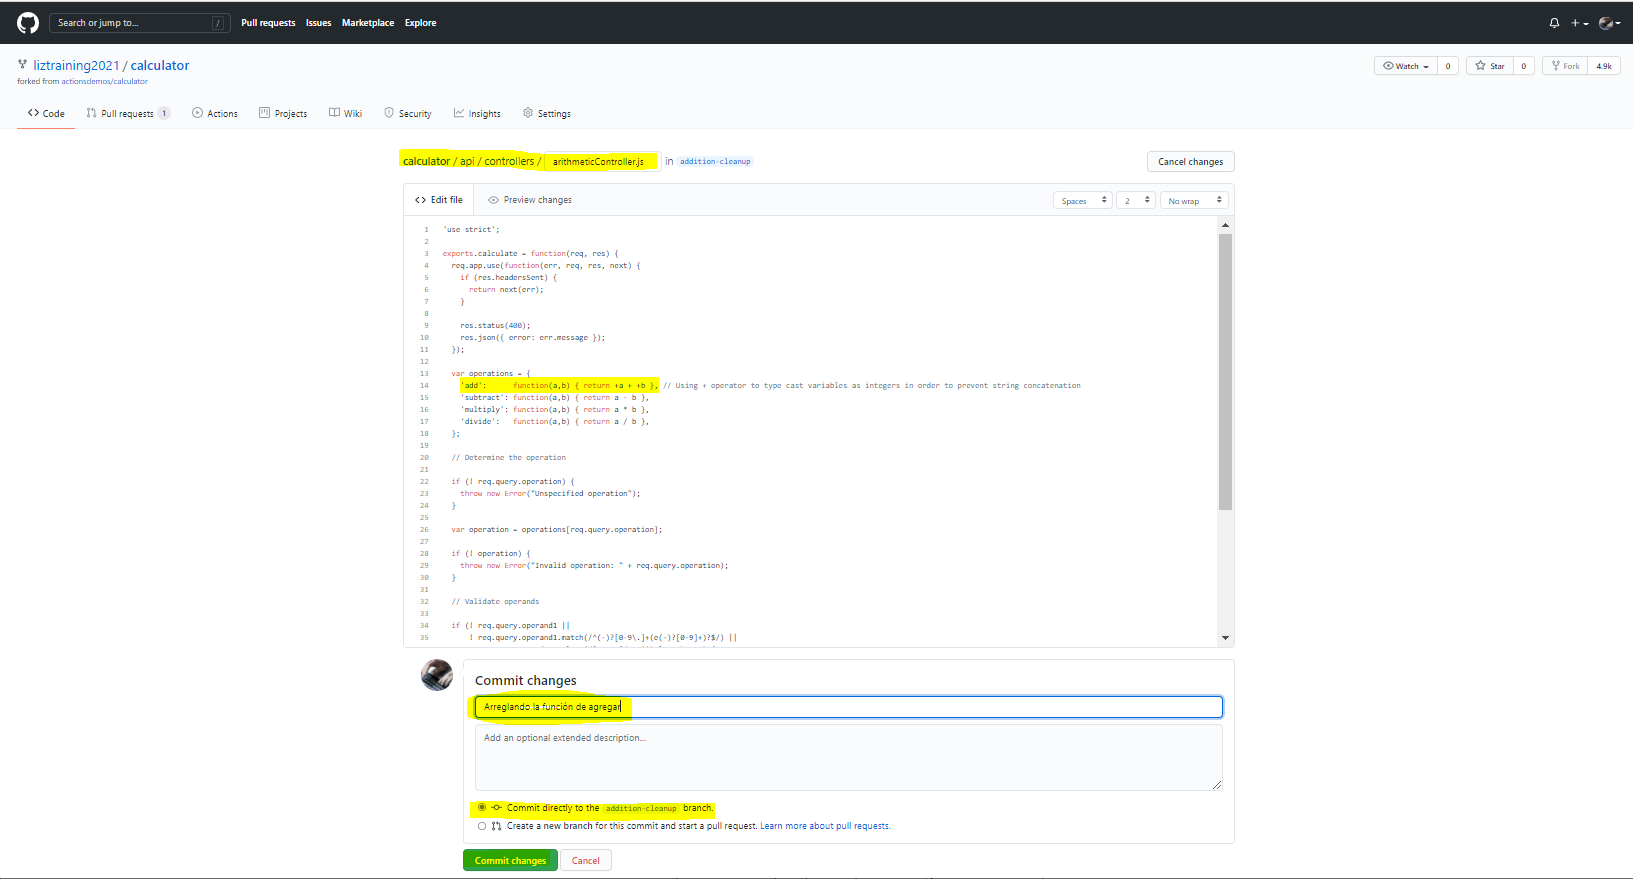 Search or jump to... /
Pull requests Issues Marketplace Explore
liztraining2021 / calculator
forked from actionsdemos/calculator
Watch 0 Star 0 Fork 4.9k
Code Pull requests 1 Actions Projects Wiki Security Insights Settings
calculator / api / controllers / arithmeticController.js in addition-cleanup
Cancel changes
Edit file Preview changes Spaces 2 No wrap
1 'use strict';
2
3 exports.calculate = function(req, res) {
4 req.app.use(function(err, req, res, next) {
5 if (res.headersSent) {
6 return next(err);
7 }
8
9 res.status(400);
10 res.json({ error: err.message });
11 });
12
13 var operations = {
14 'add': function(a,b) { return +a + +b }, // Using + operator to type cast variables as integers in order to prevent string concatenation
15 'subtract': function(a,b) { return a - b },
16 'multiply': function(a,b) { return a * b },
17 'divide': function(a,b) { return a / b },
18 };
19
20 // Determine the operation
21
22 if (! req.query.operation) {
23 throw new Error("Unspecified operation");
24 }
25
26 var operation = operations[req.query.operation];
27
28 if (! operation) {
29 throw new Error("Invalid operation: " + req.query.operation);
30 }
31
32 // Validate operands
33
34 if (! req.query.operand1 ||
35 ! req.query.operand1.match(/^(-)?[0-9\.]+(e(-)?[0-9]+)?$/) ||
Commit changes
Arreglando la función de agregar
Add an optional extended description...
Commit directly to the addition-cleanup branch.
Create a new branch for this commit and start a pull request. Learn more about pull requests.
Commit changes Cancel